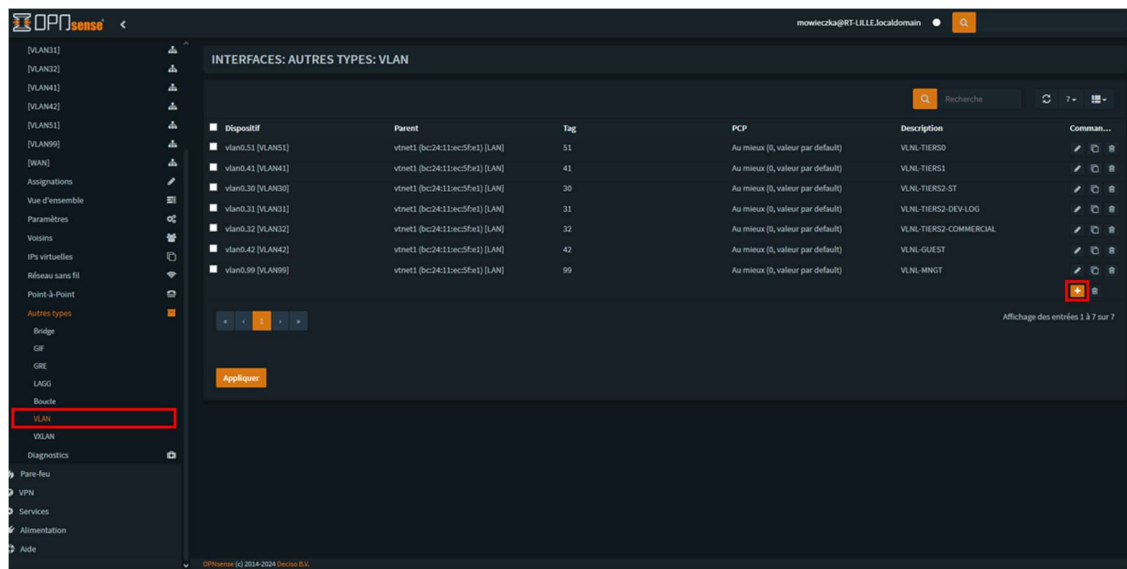 OPNsense
mowieczka@RT-LILLE.localdomain
[VLAN31]
[VLAN32]
[VLAN41]
[VLAN42]
[VLAN51]
[VLAN99]
[WAN]
Assignations
Vue d'ensemble
Paramètres
Voisins
IPs virtuelles
Réseau sans fil
Point-à-Point
Autres types
Bridge
GIF
GRE
LAGG
Boucle
VLAN
VXLAN
Diagnostics
Pare-feu
VPN
Services
Alimentation
Aide
INTERFACES: AUTRES TYPES: VLAN
Recherche 7
Dispositif Parent Tag PCP Description Comman...
vlan0.51 [VLAN51] vtnet1 (bc:24:11:ec:5f:e1) [LAN] 51 Au mieux (0, valeur par default) VLNL-TIERS0
vlan0.41 [VLAN41] vtnet1 (bc:24:11:ec:5f:e1) [LAN] 41 Au mieux (0, valeur par default) VLNL-TIERS1
vlan0.30 [VLAN30] vtnet1 (bc:24:11:ec:5f:e1) [LAN] 30 Au mieux (0, valeur par default) VLNL-TIERS2-ST
vlan0.31 [VLAN31] vtnet1 (bc:24:11:ec:5f:e1) [LAN] 31 Au mieux (0, valeur par default) VLNL-TIERS2-DEV-LOG
vlan0.32 [VLAN32] vtnet1 (bc:24:11:ec:5f:e1) [LAN] 32 Au mieux (0, valeur par default) VLNL-TIERS2-COMMERCIAL
vlan0.42 [VLAN42] vtnet1 (bc:24:11:ec:5f:e1) [LAN] 42 Au mieux (0, valeur par default) VLNL-GUEST
vlan0.99 [VLAN99] vtnet1 (bc:24:11:ec:5f:e1) [LAN] 99 Au mieux (0, valeur par default) VLNL-MNGT
« ‹ 1 › »
Affichage des entrées 1 à 7 sur 7
Appliquer
OPNsense (c) 2014-2024 Deciso B.V.